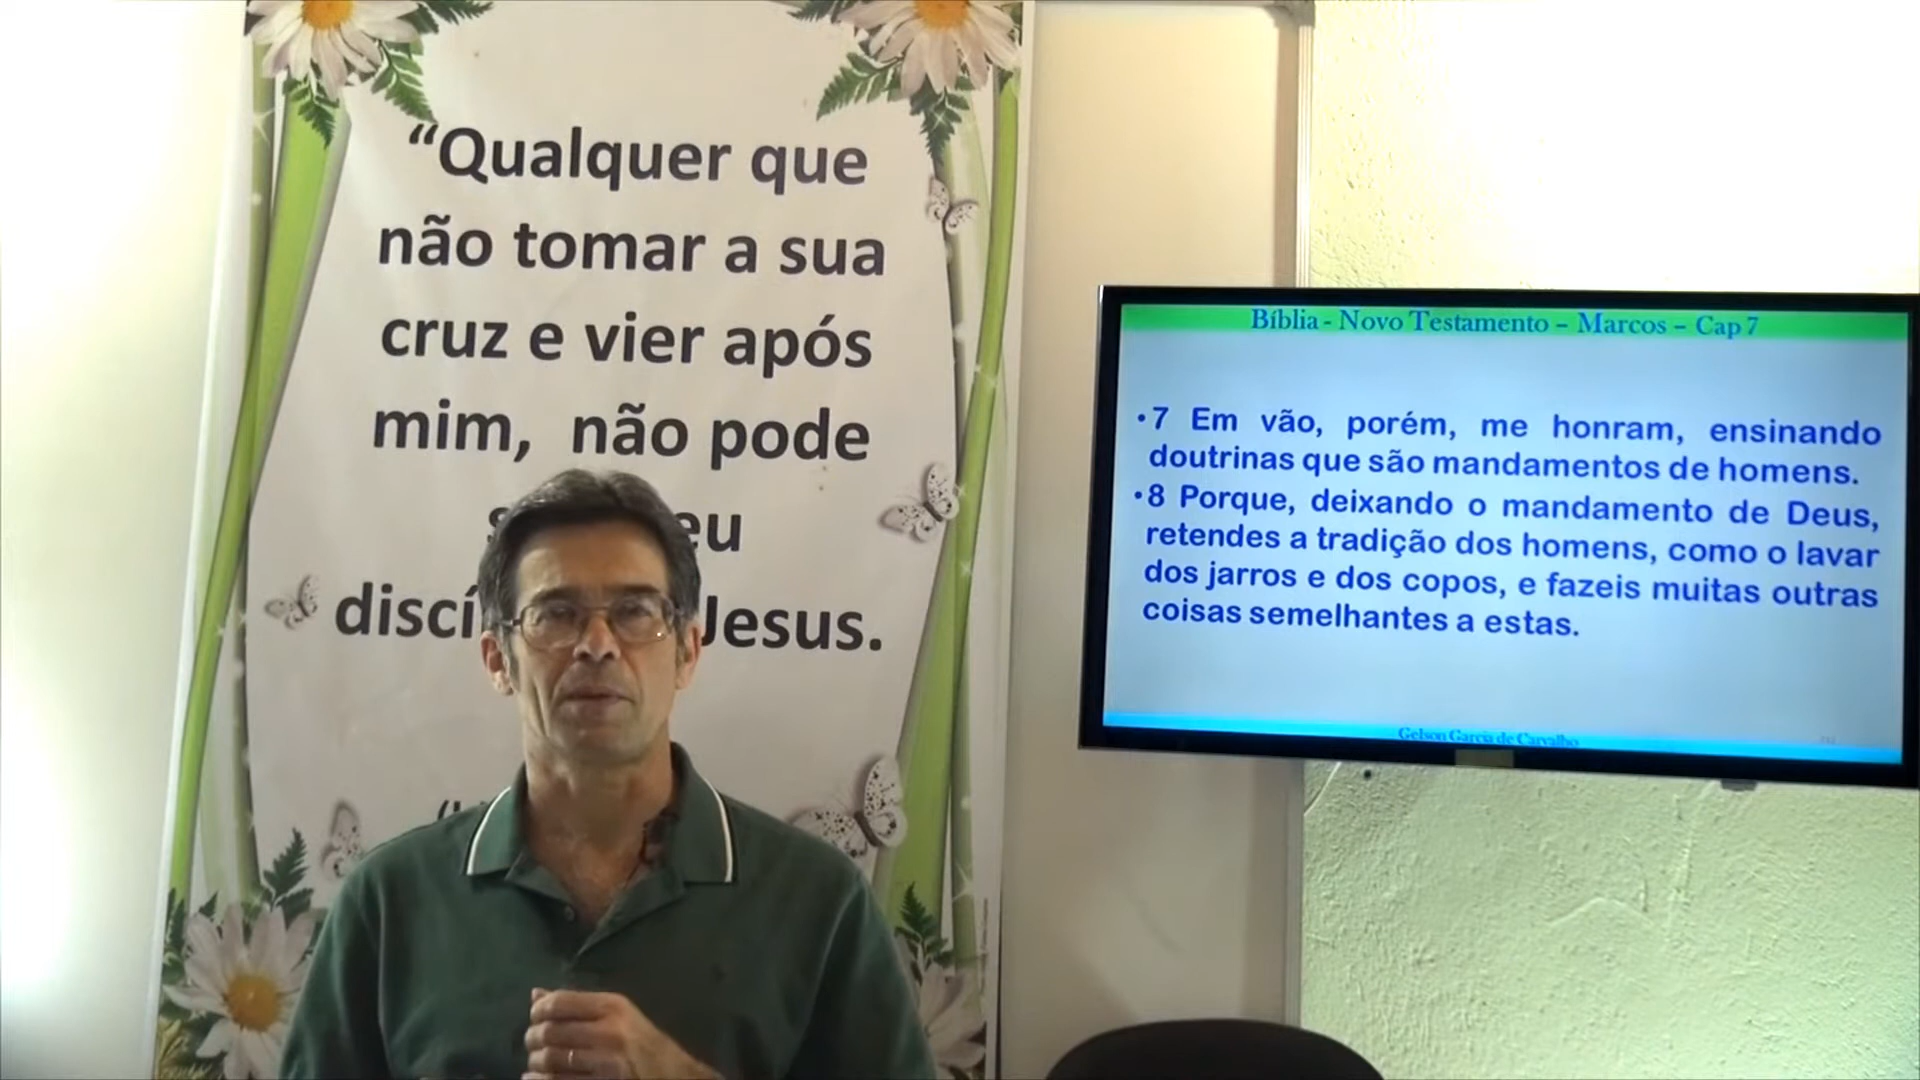 “Qualquer que
não tomar a sua
cruz e vier após
mim, não pode
eu
discí Jesus.
Bíblia - Novo Testamento – Marcos – Cap 7
•7 Em vão, porém, me honram, ensinando
doutrinas que são mandamentos de homens.
•8 Porque, deixando o mandamento de Deus,
retendes a tradição dos homens, como o lavar
dos jarros e dos copos, e fazeis muitas outras
coisas semelhantes a estas.
Gelson Garcia de Carvalho